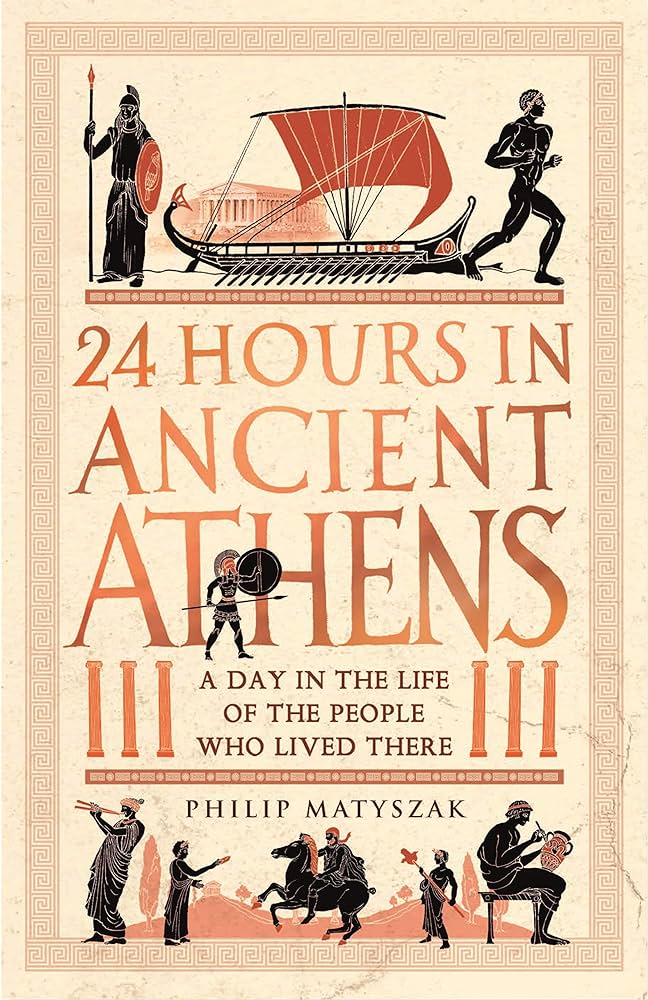 24 HOURS IN
ANCIENT
ATHENS
A DAY IN THE LIFE
OF THE PEOPLE
WHO LIVED THERE
PHILIP MATYSZAK